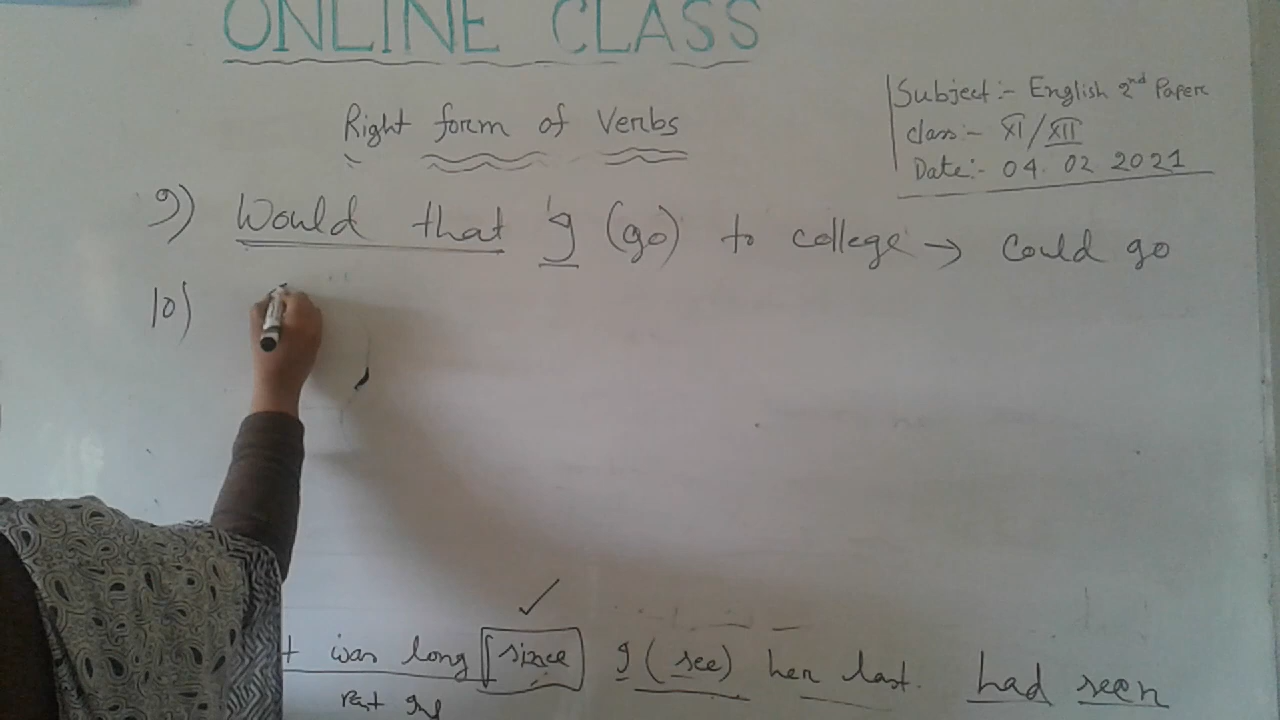 ONLINE CLASS
Right form of Verbs
Subject:- English 2nd Paper
class:- XI/XII
Date:- 04. 02 2021
9) Would that I (go) to college → Could go
10)
t was long since I (see) her last. had seen